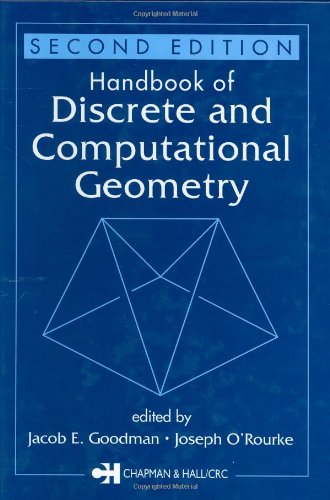 SECOND EDITION
Handbook of
Discrete and
Computational
Geometry
edited by
Jacob E. Goodman • Joseph O'Rourke
CHAPMAN & HALL/CRC